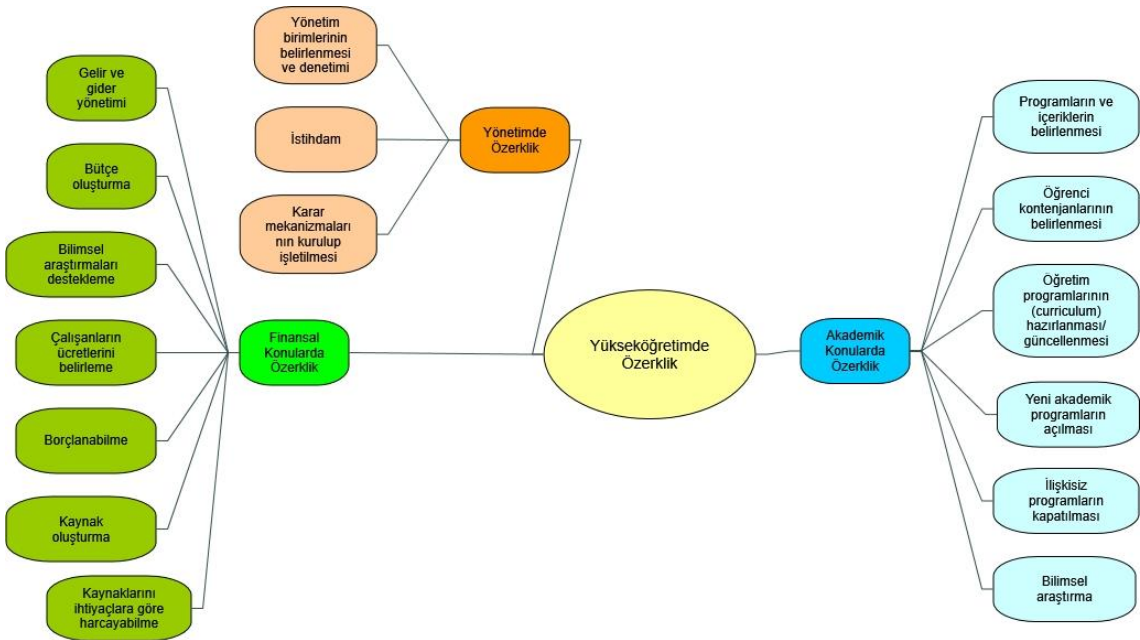 Yönetim
birimlerinin
belirlenmesi
ve denetimi
İstihdam
Karar
mekanizmaları
nın kurulup
işletilmesi
Yönetimde
Özerklik
Gelir ve
gider
yönetimi
Bütçe
oluşturma
Bilimsel
araştırmaları
destekleme
Çalışanların
ücretlerini
belirleme
Borçlanabilme
Kaynak
oluşturma
Kaynaklarını
ihtiyaçlara göre
harcayabilme
Finansal
Konularda
Özerklik
Yükseköğretimde
Özerklik
Akademik
Konularda
Özerklik
Programların ve
içeriklerin
belirlenmesi
Öğrenci
kontenjanlarının
belirlenmesi
Öğretim
programlarının
(curriculum)
hazırlanması/
güncellenmesi
Yeni akademik
programların
açılması
İlişkisiz
programların
kapatılması
Bilimsel
araştırma